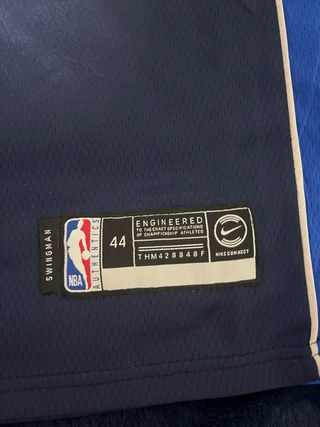 SWINGMAN
NBA
AUTHENTICS
44
ENGINEERED
TO THE EXACT SPECIFICATIONS
OF CHAMPIONSHIP ATHLETES
THM428848F
NIKE CONNECT